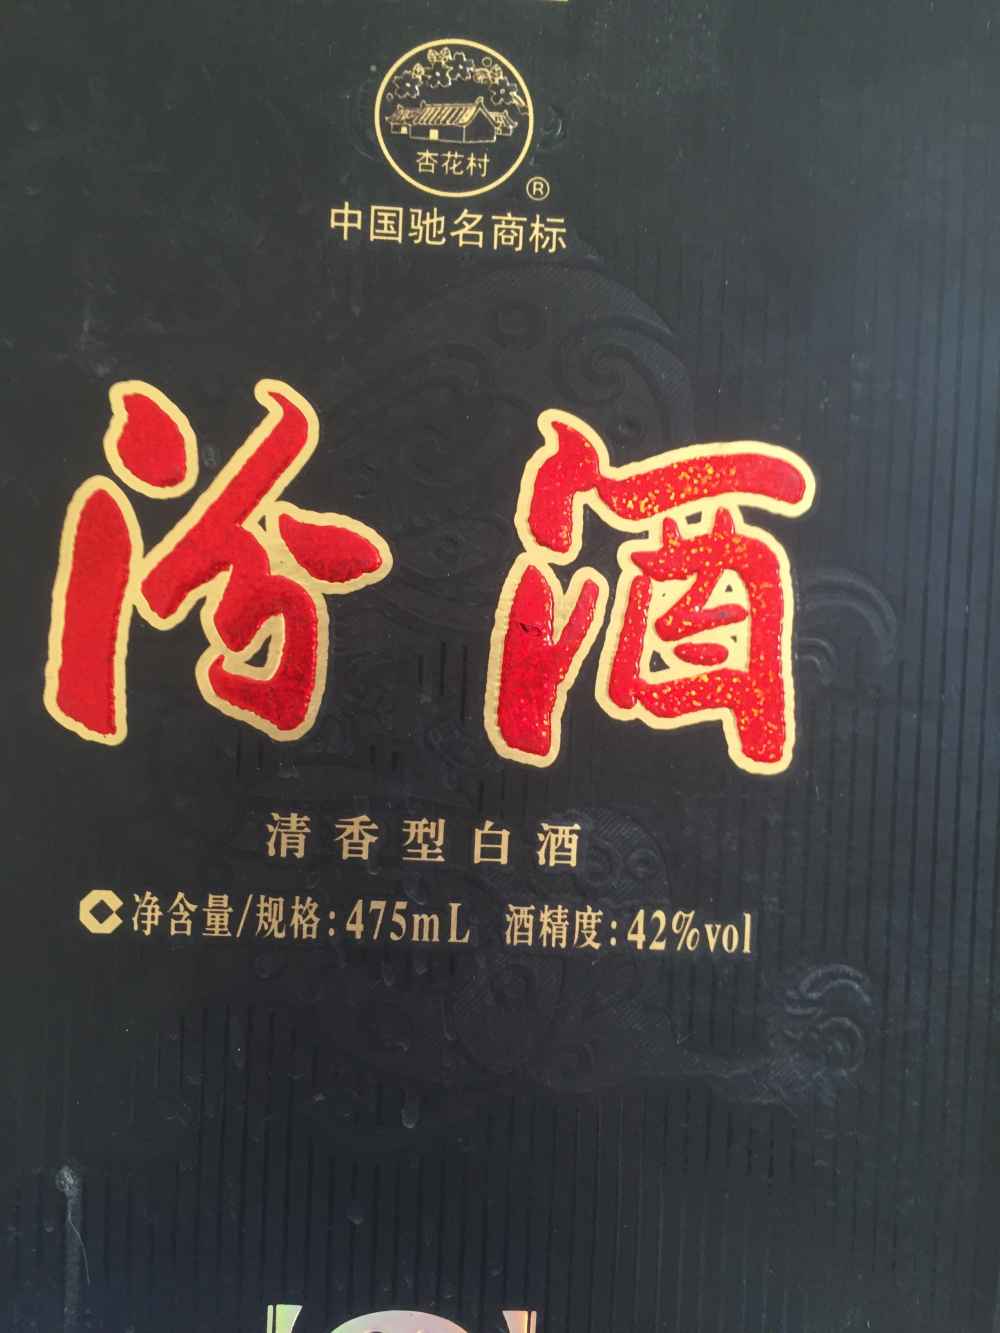 杏花村
®
中国驰名商标
汾酒
清香型白酒
净含量/规格:475mL 酒精度:42%vol